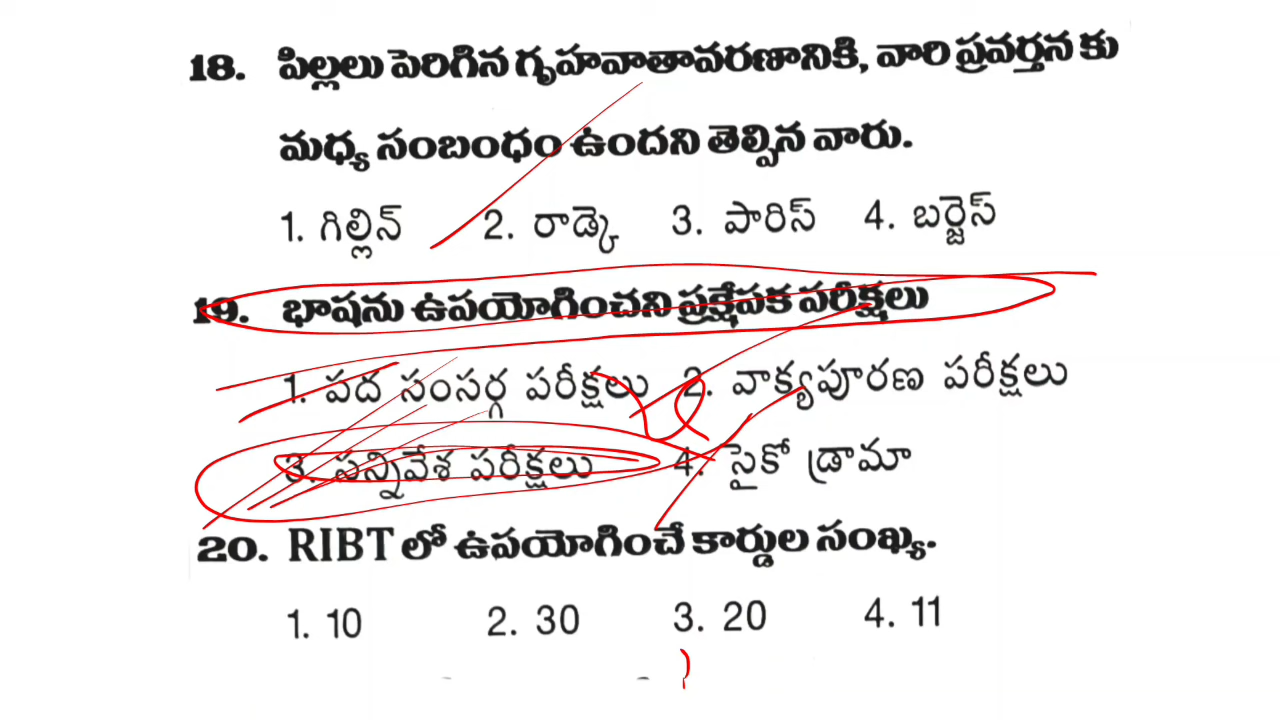 18. పిల్లలు పెరిగిన గృహవాతావరణానికి, వారి ప్రవర్తన కు
మధ్య సంబంధం ఉందని తెల్పిన వారు.
1. గిల్లిన్ 2. రాడ్కె 3. పారిస్ 4. బర్జెస్
19. భాషను ఉపయోగించని ప్రక్షేపక పరీక్షలు
1. పద సంసర్గ పరీక్షలు 2. వాక్యపూరణ పరీక్షలు
3. సన్నివేశ పరీక్షలు 4. సైకో డ్రామా
20. RIBT లో ఉపయోగించే కార్డుల సంఖ్య.
1. 10 2. 30 3. 20 4. 11